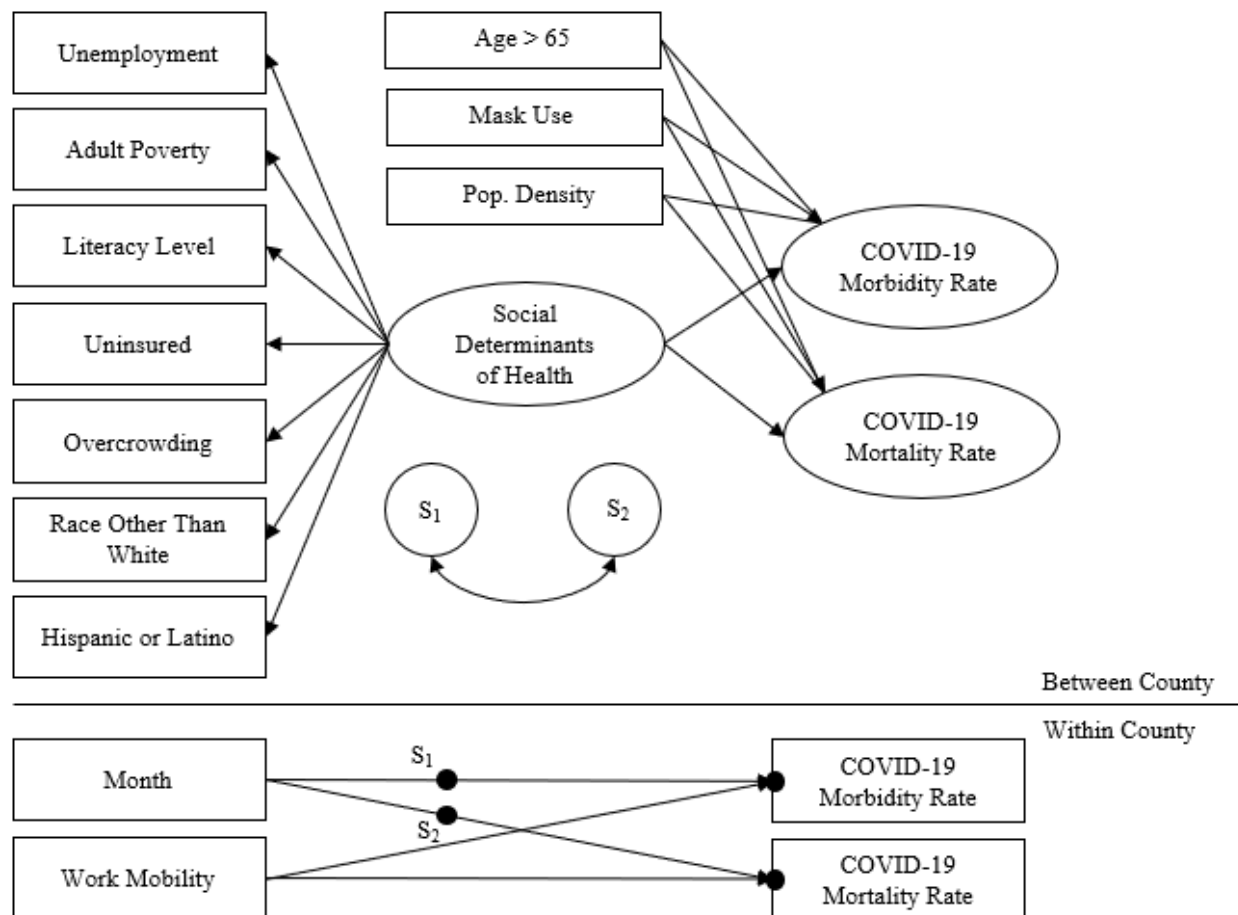 Unemployment
Adult Poverty
Literacy Level
Uninsured
Overcrowding
Race Other Than
White
Hispanic or Latino
Age > 65
Mask Use
Pop. Density
Social
Determinants
of Health
COVID-19
Morbidity Rate
COVID-19
Mortality Rate
S₁
S₂
Between County
Within County
Month
Work Mobility
S₁
S₂
COVID-19
Morbidity Rate
COVID-19
Mortality Rate